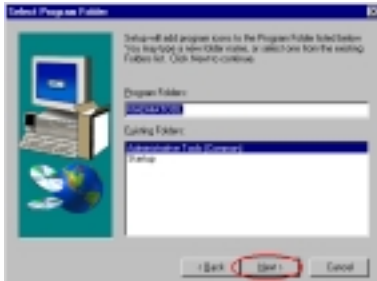 Select Program Folder
Setup will add program icons to the Program Folder listed below.
You may type a new folder name, or select one from the existing
Folders list. Click Next to continue.
Program Folders:
Existing Folders:
Administrative Tools (Common)
Startup
< Back
Next >
Cancel